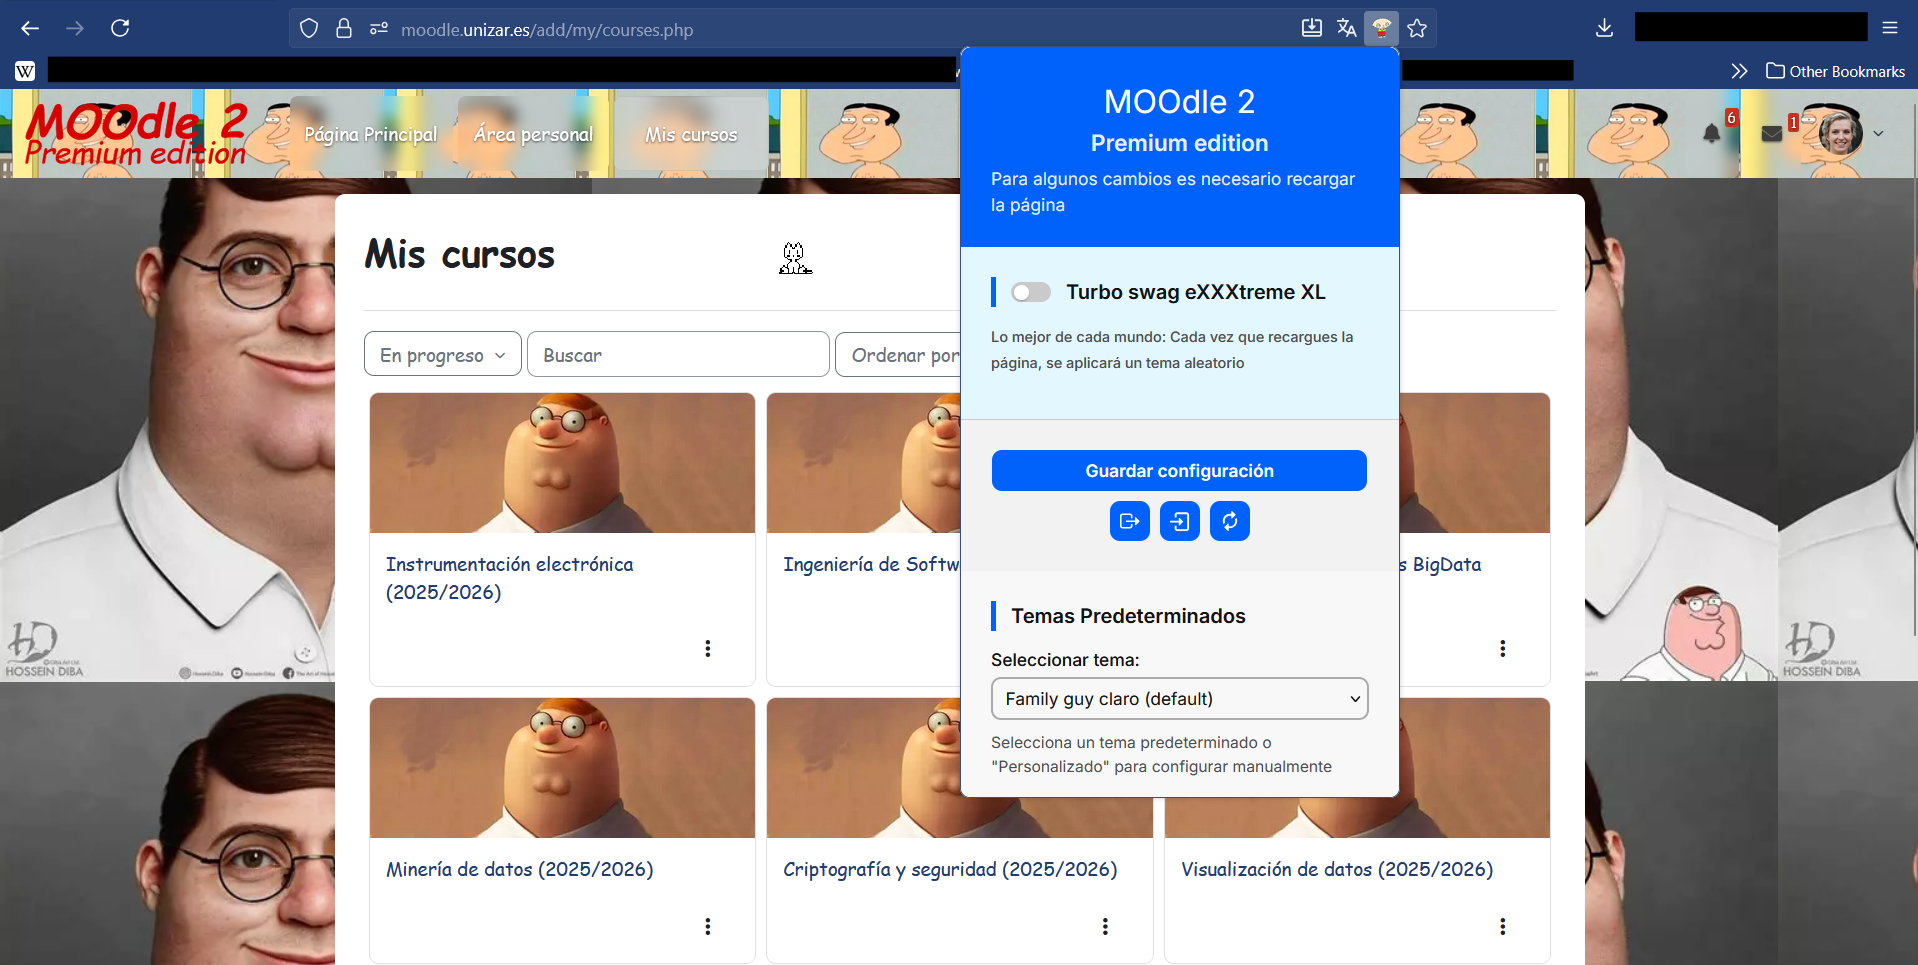 moodle.unizar.es/add/my/courses.php
W
Other Bookmarks
MOOdle 2
Premium edition
Página Principal
Área personal
Mis cursos
6
1
MOOdle 2
Premium edition
Para algunos cambios es necesario recargar
la página
Mis cursos
Turbo swag eXXXtreme XL
Lo mejor de cada mundo: Cada vez que recargues la
página, se aplicará un tema aleatorio
En progreso
Buscar
Ordenar por
Guardar configuración
Instrumentación electrónica
(2025/2026)
Ingeniería de Softw
s BigData
Temas Predeterminados
Seleccionar tema:
Family guy claro (default)
Selecciona un tema predeterminado o
"Personalizado" para configurar manualmente
HD
HOSSEIN DIBA
HD
HOSSEIN DIBA
Minería de datos (2025/2026)
Criptografía y seguridad (2025/2026)
Visualización de datos (2025/2026)